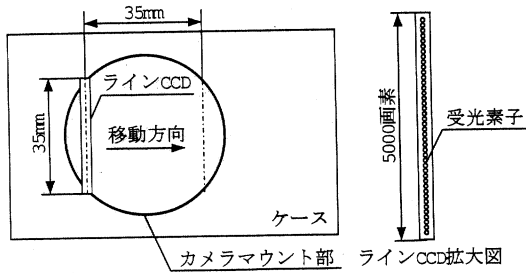 35mm
ラインCCD
35mm
移動方向
ケース
カメラマウント部
5000画素
受光素子
ラインCCD拡大図